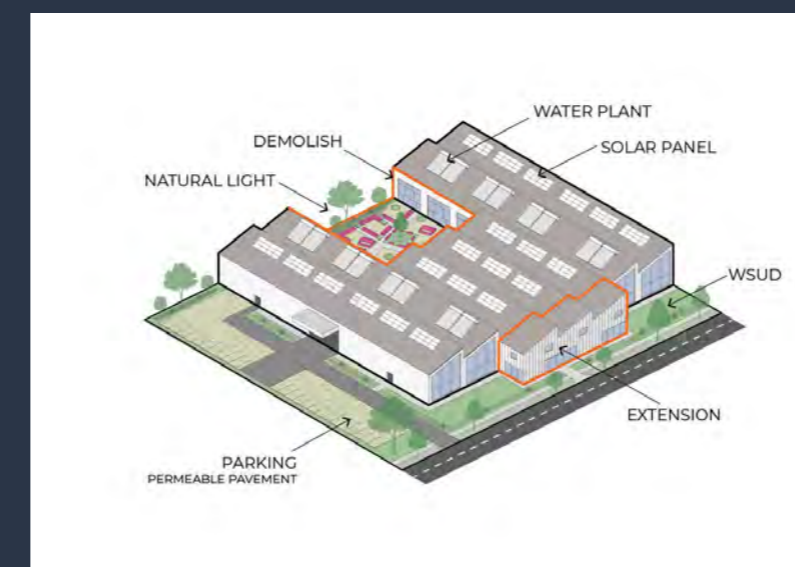 WATER PLANT
DEMOLISH
SOLAR PANEL
NATURAL LIGHT
WSUD
EXTENSION
PARKING
PERMEABLE PAVEMENT